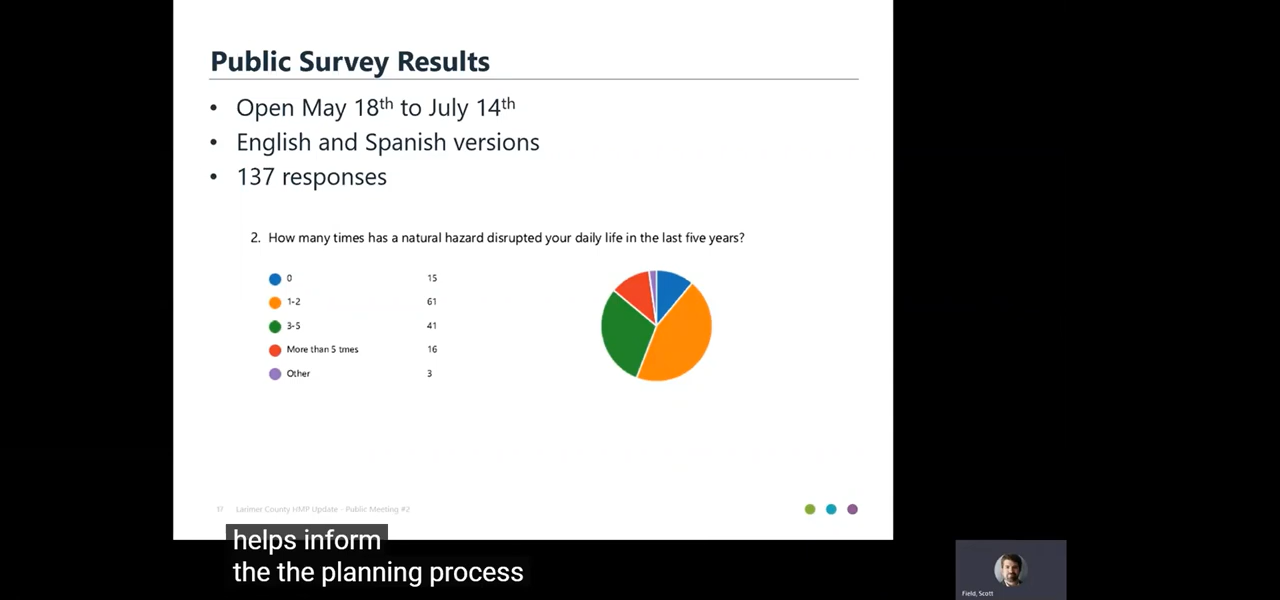 Public Survey Results
• Open May 18th to July 14th
• English and Spanish versions
• 137 responses
2. How many times has a natural hazard disrupted your daily life in the last five years?
0 15
1-2 61
3-5 41
More than 5 tmes 16
Other 3
17 Larimer County HMP Update - Public Meeting #2
helps inform
the the planning process
Field, Scott